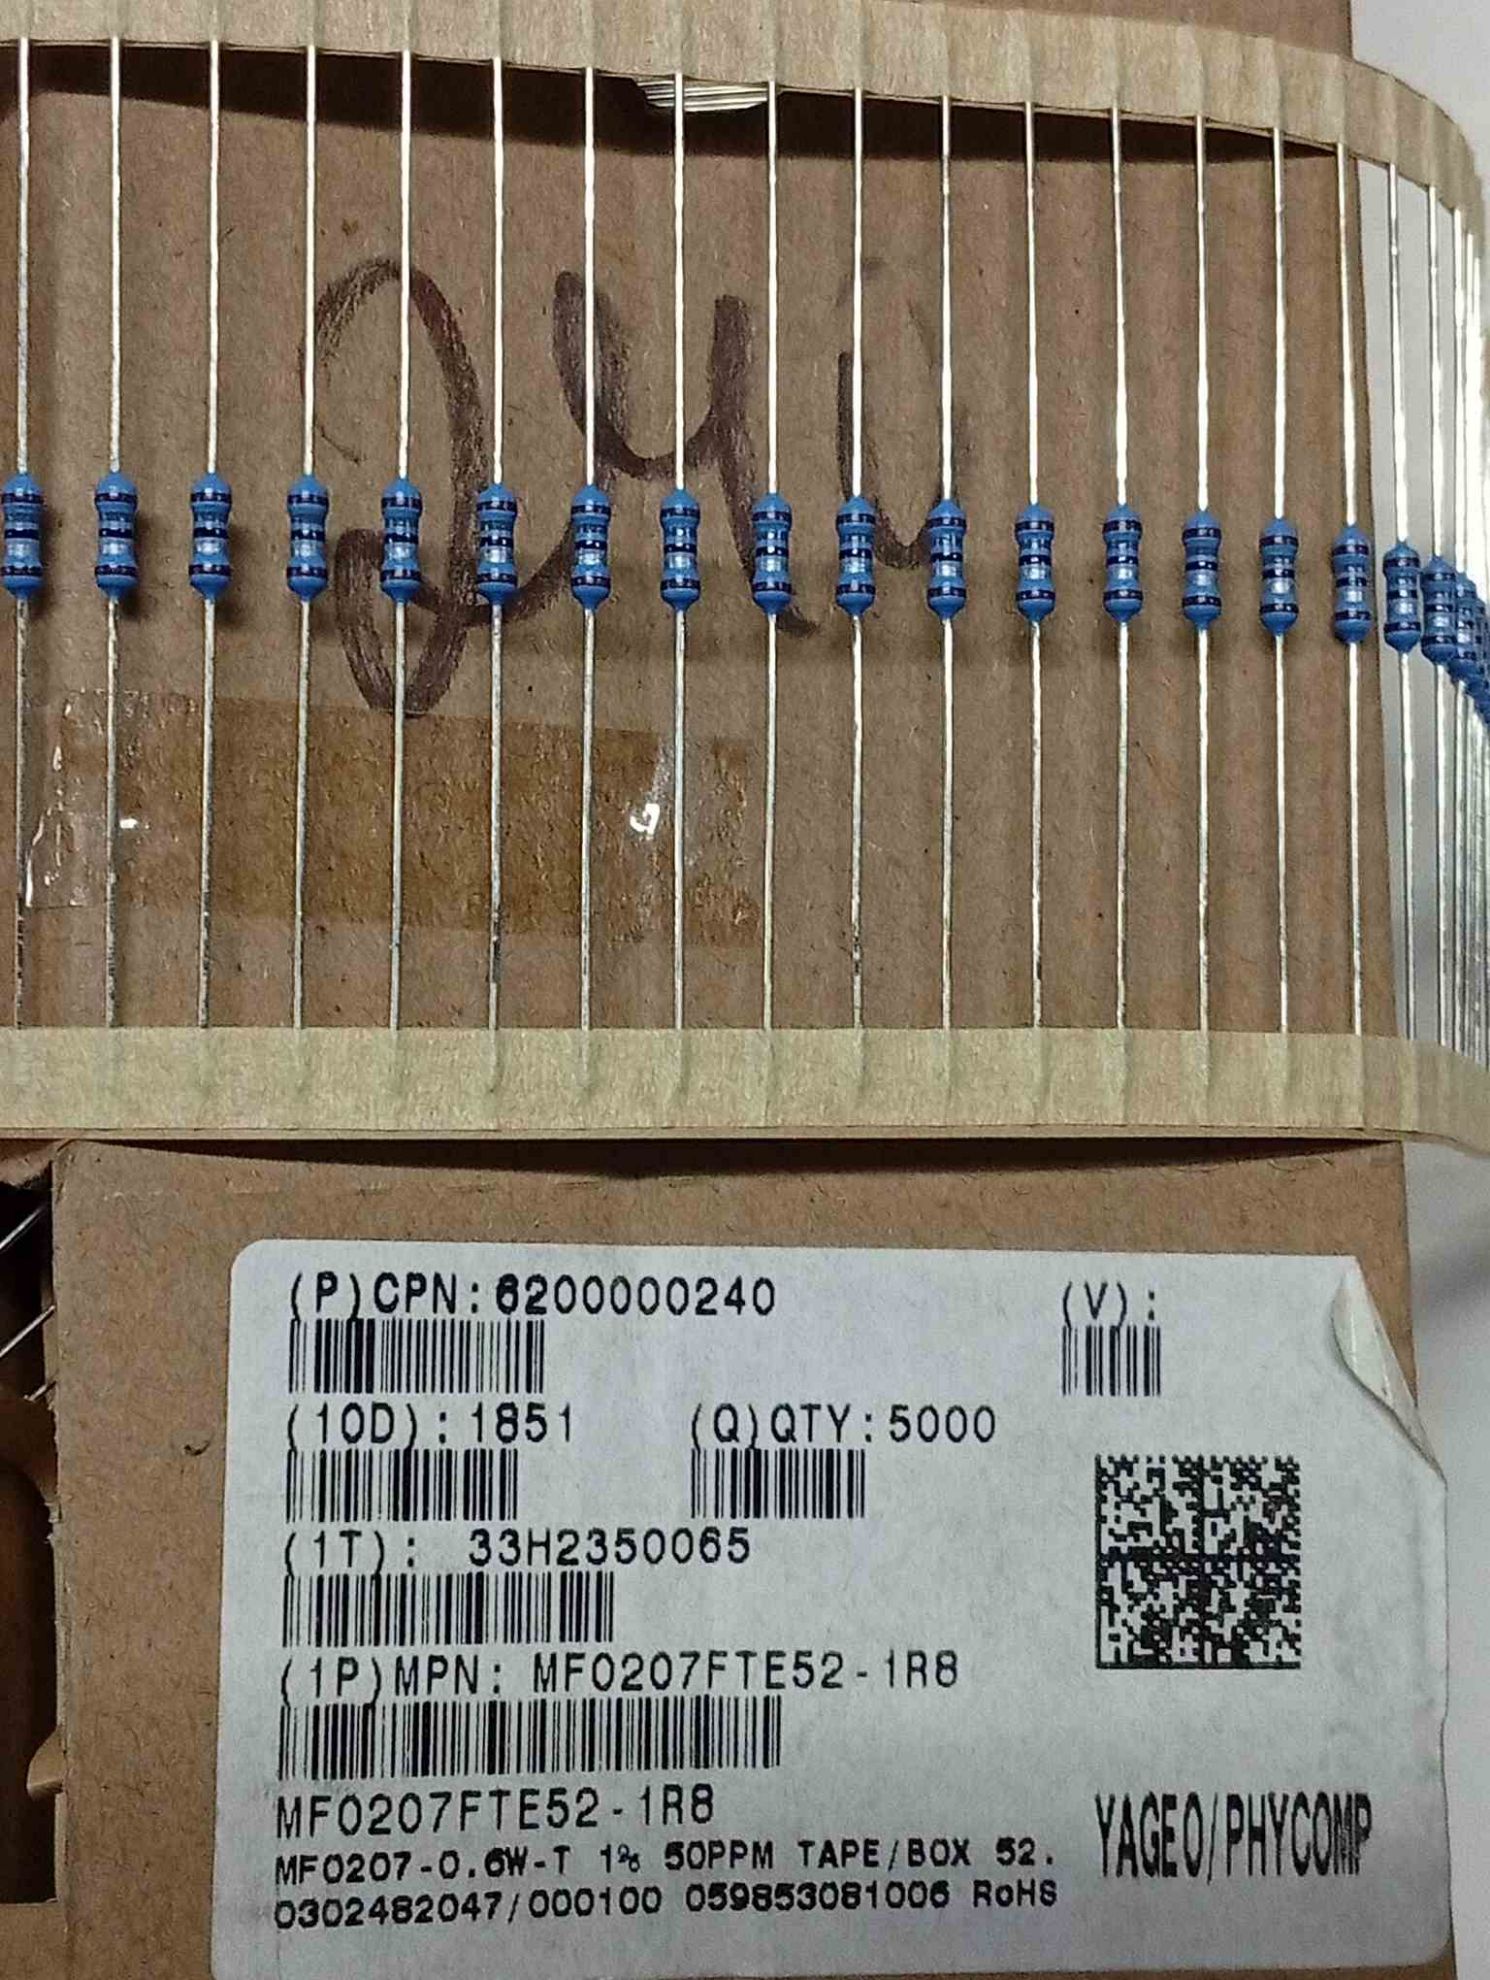 240
(P)CPN:6200000240
(V):
(10D):1851
(Q)QTY:5000
(1T): 33H2350065
(1P)MPN: MF0207FTE52-1R8
MF0207FTE52-1R8
MF0207-0.6W-T 1% 50PPM TAPE/BOX 52.
0302482047/000100 059853081006 RoHS
YAGEO/PHYCOMP